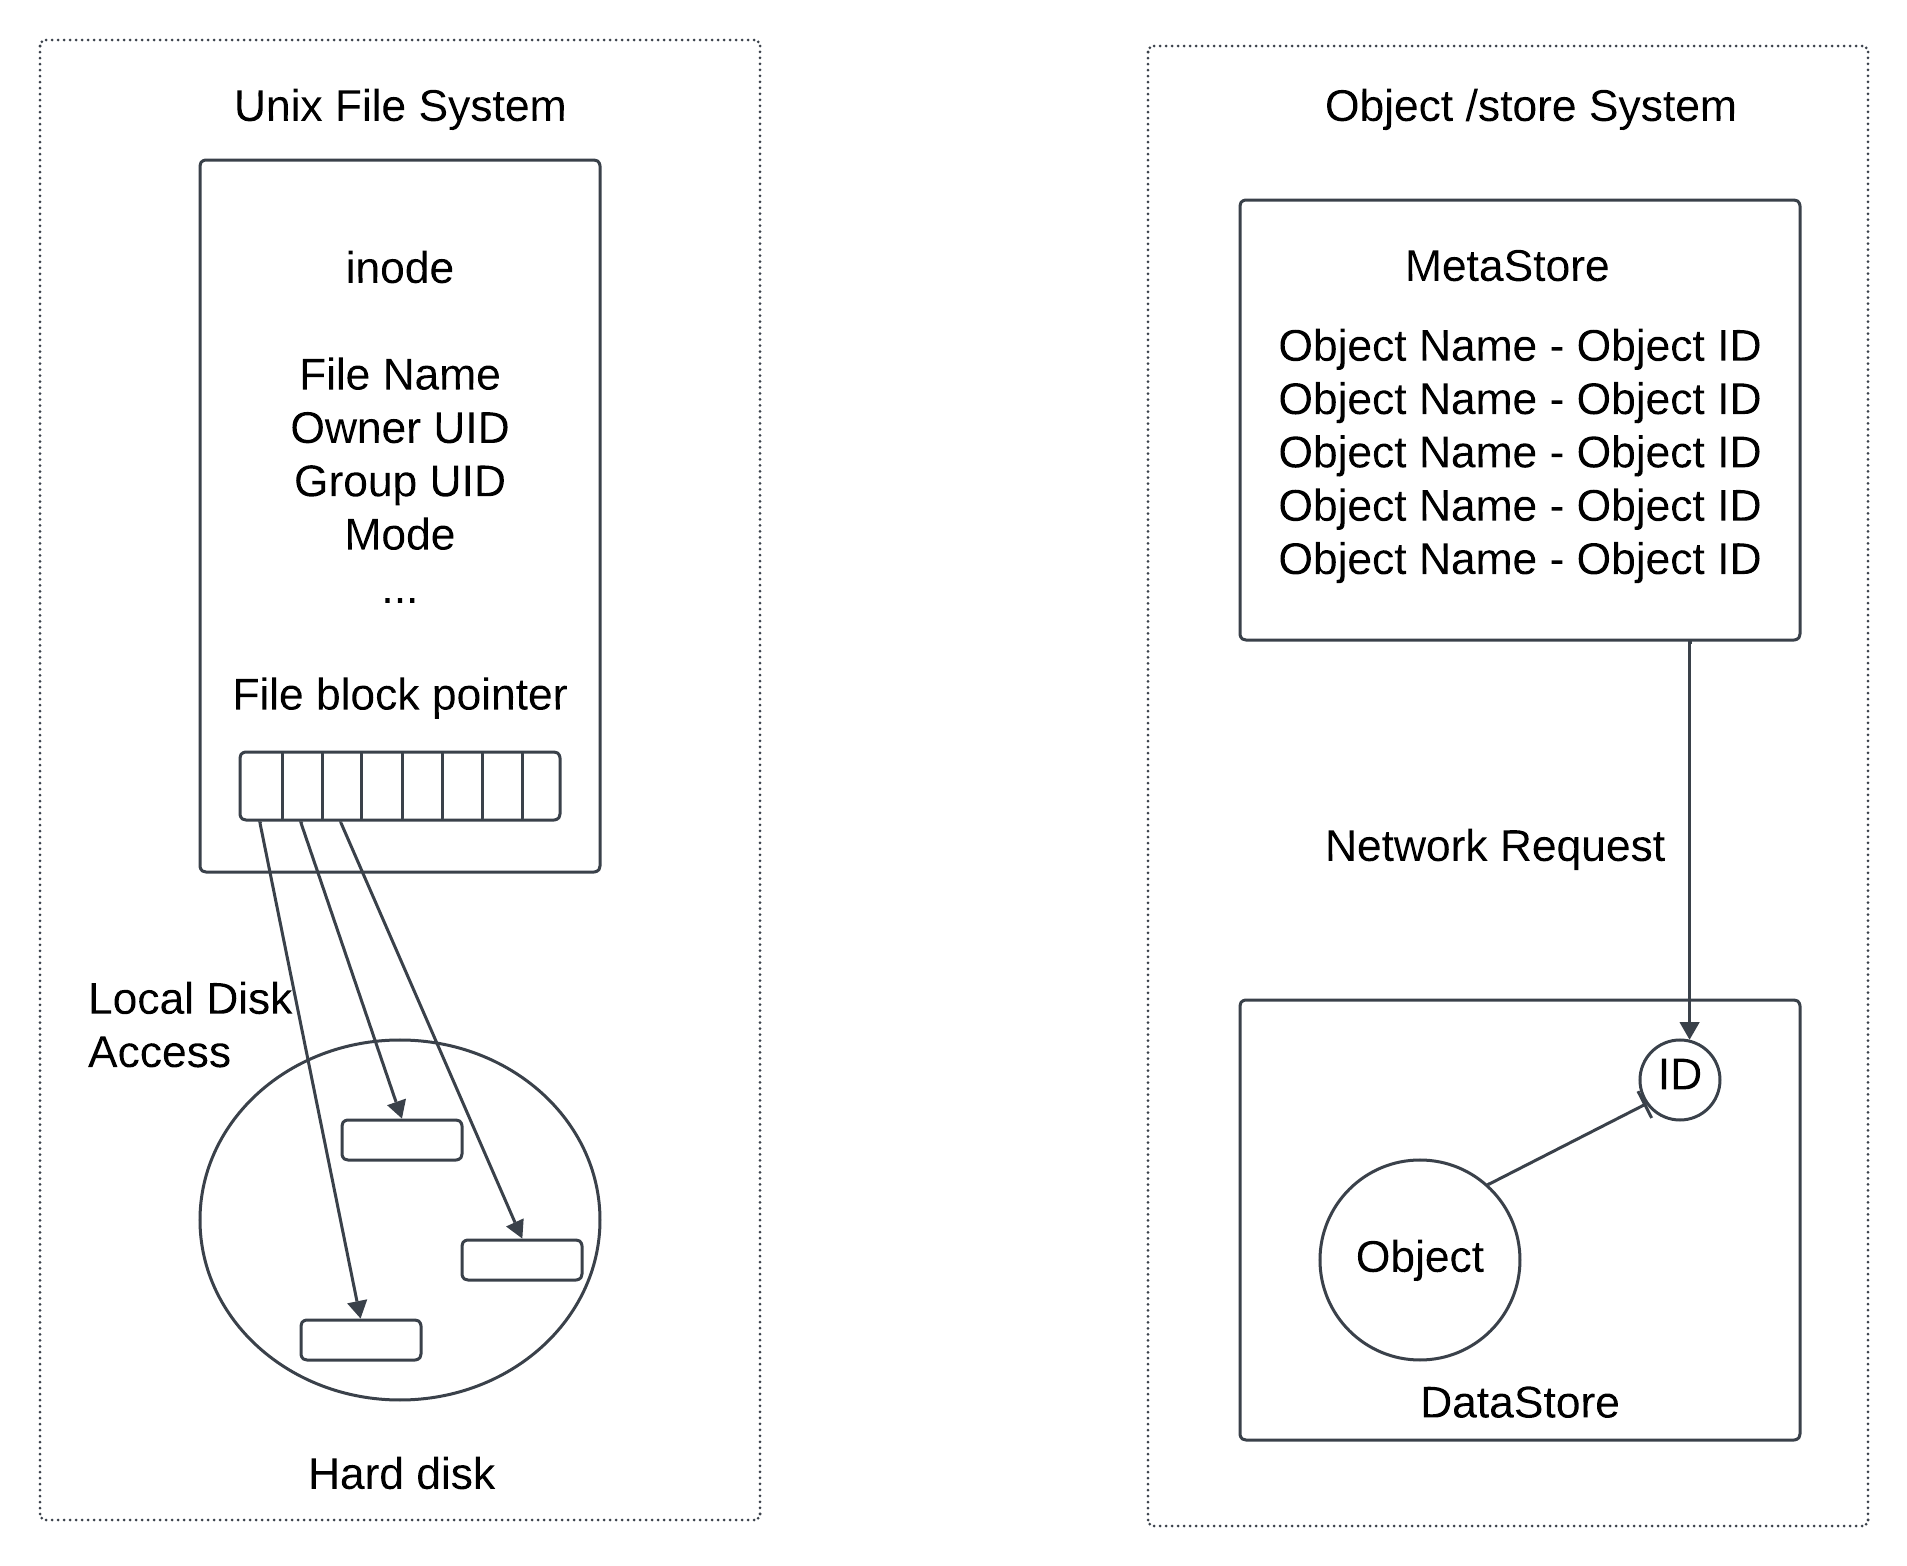 Unix File System
inode
File Name
Owner UID
Group UID
Mode
...
File block pointer
Local Disk
Access
Hard disk
Object /store System
MetaStore
Object Name - Object ID
Object Name - Object ID
Object Name - Object ID
Object Name - Object ID
Object Name - Object ID
Network Request
ID
Object
DataStore